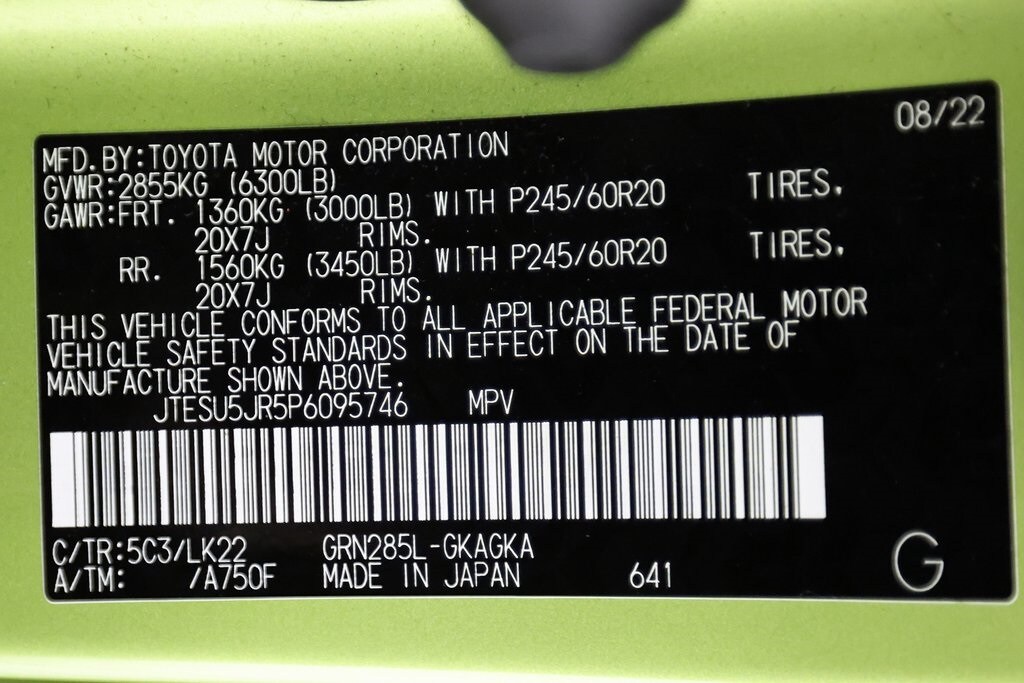 08/22
MFD.BY:TOYOTA MOTOR CORPORATION
GVWR:2855KG (6300LB)
GAWR:FRT. 1360KG (3000LB) WITH P245/60R20 TIRES.
20X7J RIMS.
RR. 1560KG (3450LB) WITH P245/60R20 TIRES.
20X7J RIMS.
THIS VEHICLE CONFORMS TO ALL APPLICABLE FEDERAL MOTOR
VEHICLE SAFETY STANDARDS IN EFFECT ON THE DATE OF
MANUFACTURE SHOWN ABOVE.
JTESU5JR5P6095746 MPV
C/TR:5C3/LK22 GRN285L-GKAGKA
A/TM: /A750F MADE IN JAPAN 641
G